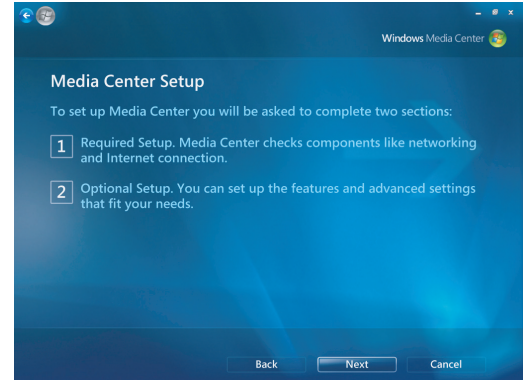 Windows Media Center
Media Center Setup
To set up Media Center you will be asked to complete two sections:
1 Required Setup. Media Center checks components like networking
and Internet connection.
2 Optional Setup. You can set up the features and advanced settings
that fit your needs.
Back Next Cancel